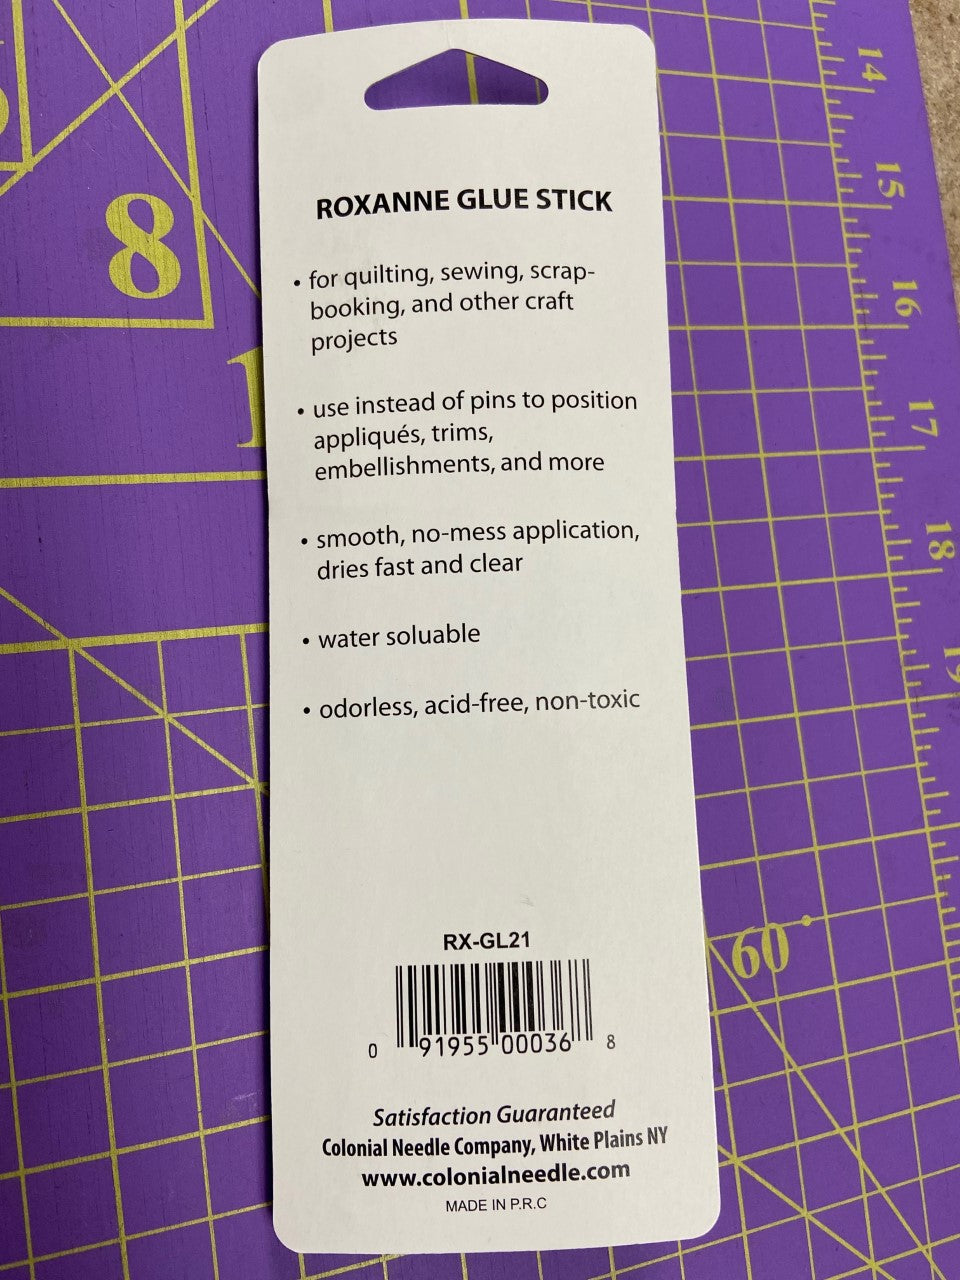 ROXANNE GLUE STICK
• for quilting, sewing, scrap-
booking, and other craft
projects
• use instead of pins to position
appliqués, trims,
embellishments, and more
• smooth, no-mess application,
dries fast and clear
• water soluable
• odorless, acid-free, non-toxic
RX-GL21
0 91955 00036 8
Satisfaction Guaranteed
Colonial Needle Company, White Plains NY
www.colonialneedle.com
MADE IN P.R.C
8
1
14
15
16
17
18
19
60°